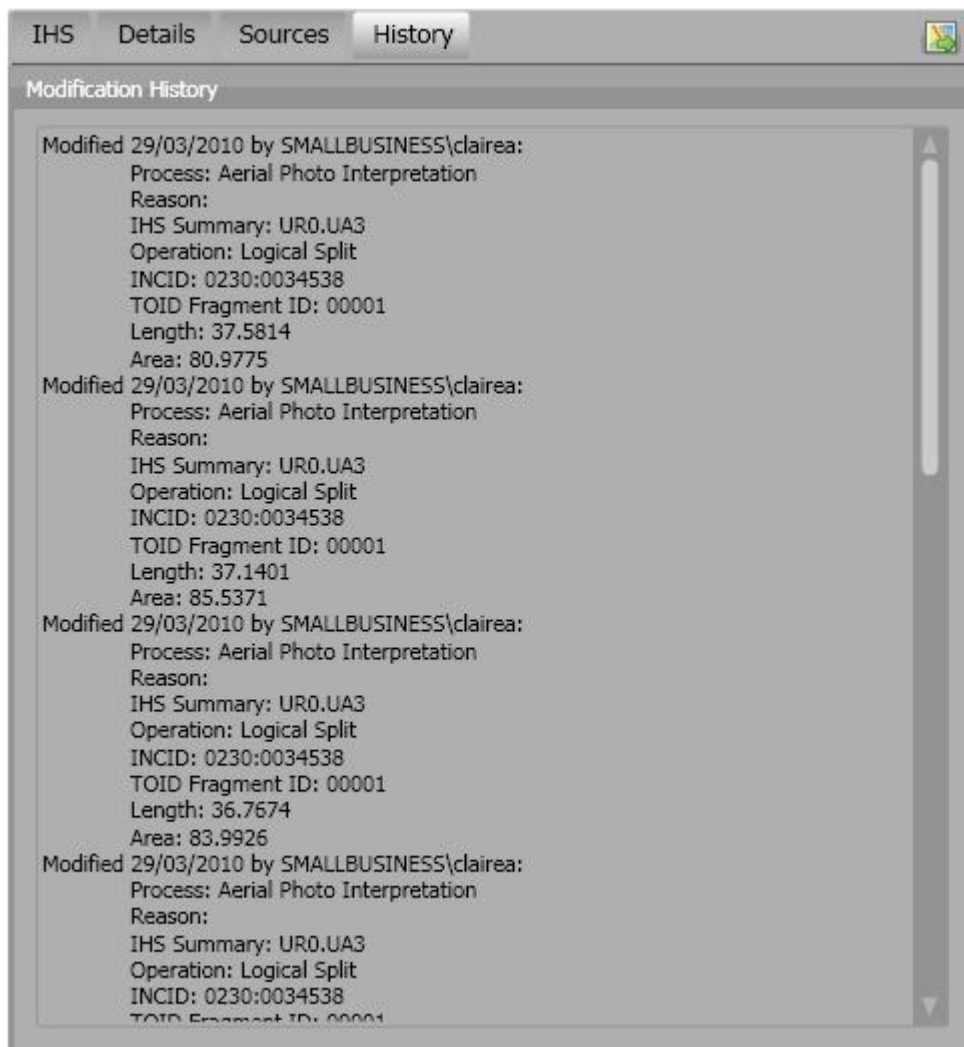 IHS Details Sources History
Modification History
Modified 29/03/2010 by SMALLBUSINESS\clairea:
Process: Aerial Photo Interpretation
Reason:
IHS Summary: UR0.UA3
Operation: Logical Split
INCID: 0230:0034538
TOID Fragment ID: 00001
Length: 37.5814
Area: 80.9775
Modified 29/03/2010 by SMALLBUSINESS\clairea:
Process: Aerial Photo Interpretation
Reason:
IHS Summary: UR0.UA3
Operation: Logical Split
INCID: 0230:0034538
TOID Fragment ID: 00001
Length: 37.1401
Area: 85.5371
Modified 29/03/2010 by SMALLBUSINESS\clairea:
Process: Aerial Photo Interpretation
Reason:
IHS Summary: UR0.UA3
Operation: Logical Split
INCID: 0230:0034538
TOID Fragment ID: 00001
Length: 36.7674
Area: 83.9926
Modified 29/03/2010 by SMALLBUSINESS\clairea:
Process: Aerial Photo Interpretation
Reason:
IHS Summary: UR0.UA3
Operation: Logical Split
INCID: 0230:0034538
TOID Fragment ID: 00001